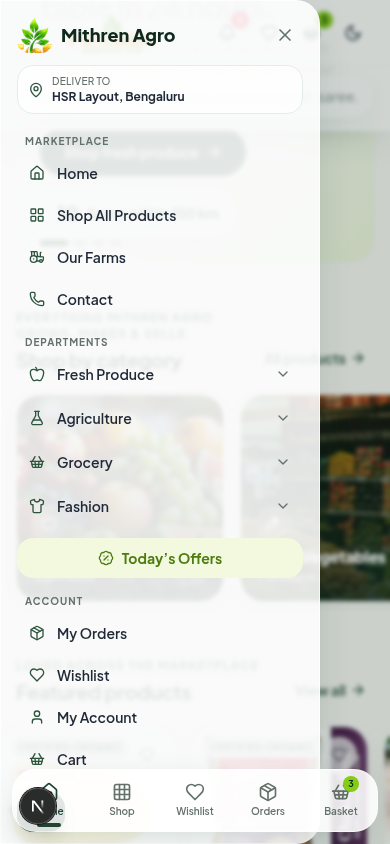 Mithren Agro
DELIVER TO
HSR Layout, Bengaluru
MARKETPLACE
Home
Shop All Products
Our Farms
Contact
DEPARTMENTS
Fresh Produce
Agriculture
Grocery
Fashion
Today's Offers
ACCOUNT
My Orders
Wishlist
My Account
Cart
3
N
Shop
Wishlist
Orders
Basket